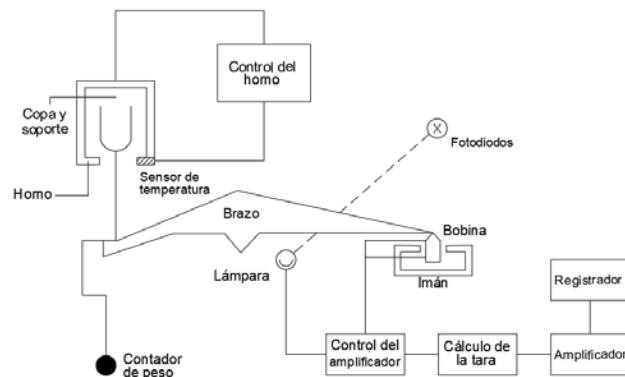 Control del
horno
Copa y
soporte
Fotodiodos
Sensor de
temperatura
Horno
Brazo
Bobina
Lámpara
Imán
Registrador
Contador
de peso
Control del
amplificador
Cálculo de
la tara
Amplificador
X